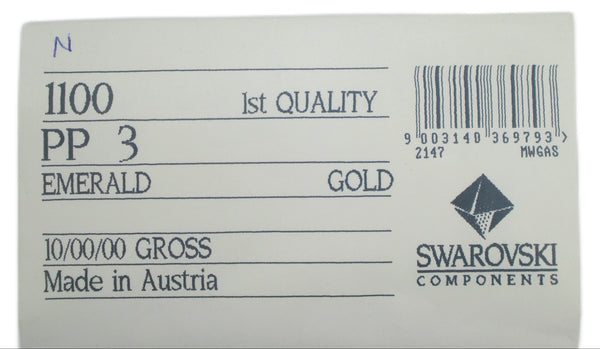 N
1100 1st QUALITY
PP 3
EMERALD GOLD
10/00/00 GROSS
Made in Austria
9 003140 369793 >
2147 MWGAS
SWAROVSKI
COMPONENTS